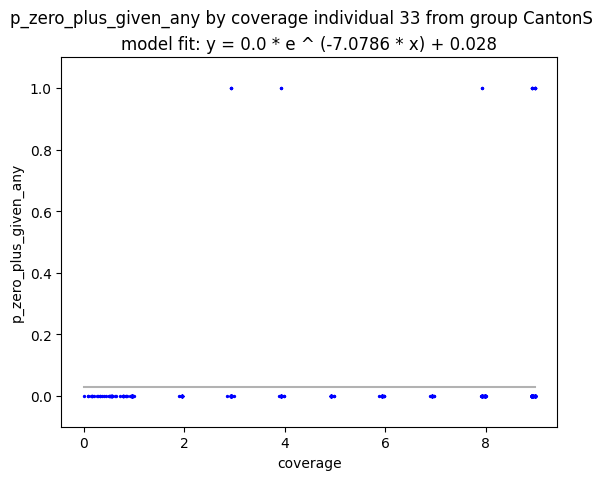 p_zero_plus_given_any by coverage individual 33 from group CantonS
model fit: y = 0.0 * e ^ (-7.0786 * x) + 0.028
1.0
0.8
0.6
0.4
0.2
0.0
p_zero_plus_given_any
0 2 4 6 8
coverage